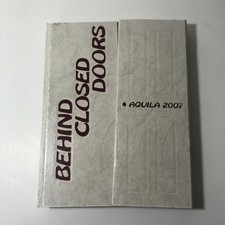 BEHIND
CLOSED
DOORS
AQUILA 2007